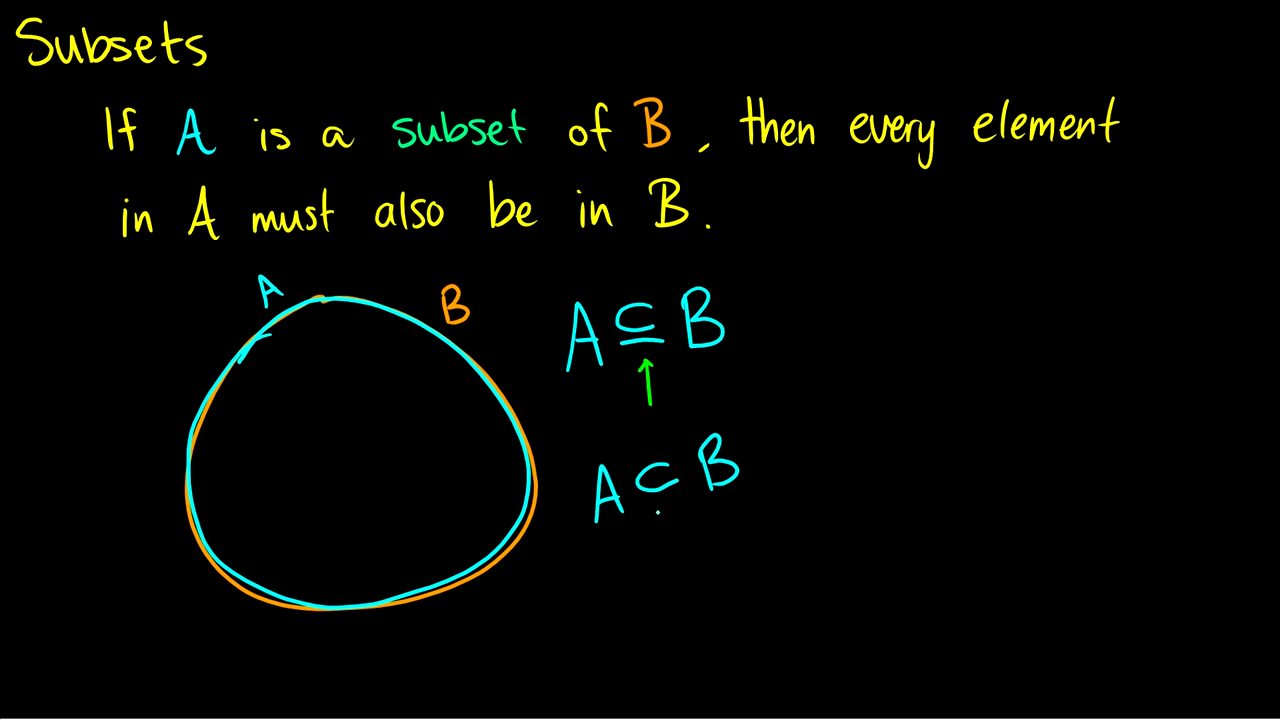 Subsets
If A is a subset of B, then every element
in A must also be in B.
A B
A ⊆ B
A ⊂ B